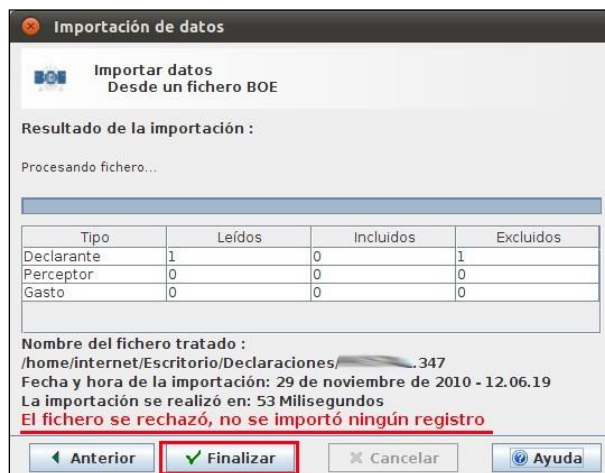 Importación de datos
BOE
Importar datos
Desde un fichero BOE
Resultado de la importación :
Procesando fichero...
Tipo Leídos Incluidos Excluidos
Declarante 1 0 1
Perceptor 0 0 0
Gasto 0 0 0
Nombre del fichero tratado :
/home/internet/Escritorio/Declaraciones/ .347
Fecha y hora de la importación: 29 de noviembre de 2010 - 12.06.19
La importación se realizó en: 53 Milisegundos
El fichero se rechazó, no se importó ningún registro
Anterior Finalizar Cancelar Ayuda